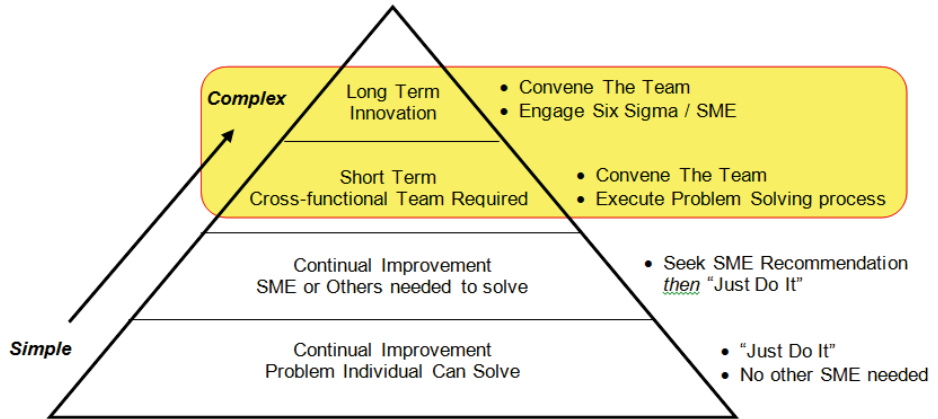 Complex
Long Term
Innovation
• Convene The Team
• Engage Six Sigma / SME
Short Term
Cross-functional Team Required
• Convene The Team
• Execute Problem Solving process
Continual Improvement
SME or Others needed to solve
• Seek SME Recommendation
then “Just Do It”
Simple
Continual Improvement
Problem Individual Can Solve
• “Just Do It”
• No other SME needed